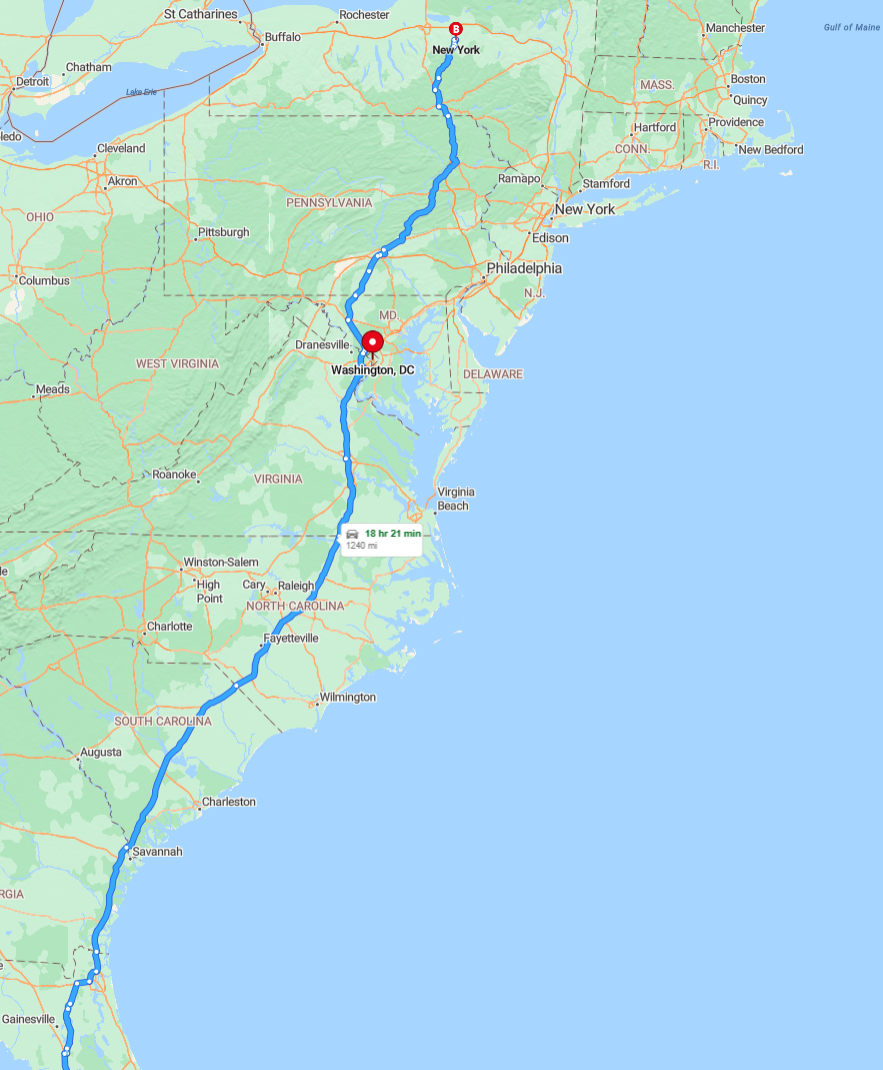 St Catharines
Rochester
Buffalo
B
New York
Manchester
Gulf of Maine
Detroit
Chatham
Lake Erie
MASS.
Boston
Quincy
ledo
Cleveland
Akron
Hartford
Providence
CONN.
New Bedford
R.I.
Ramapo
Stamford
OHIO
PENNSYLVANIA
New York
Pittsburgh
Edison
Columbus
Philadelphia
N.J.
MD.
Dranesville
WEST VIRGINIA
Washington, DC
DELAWARE
Meads
Roanoke
VIRGINIA
Virginia
Beach
18 hr 21 min
1240 mi
Winston-Salem
le
High
Point
Cary
Raleigh
NORTH CAROLINA
Charlotte
Fayetteville
Wilmington
SOUTH CAROLINA
Augusta
Charleston
Savannah
RGIA
e
Gainesville